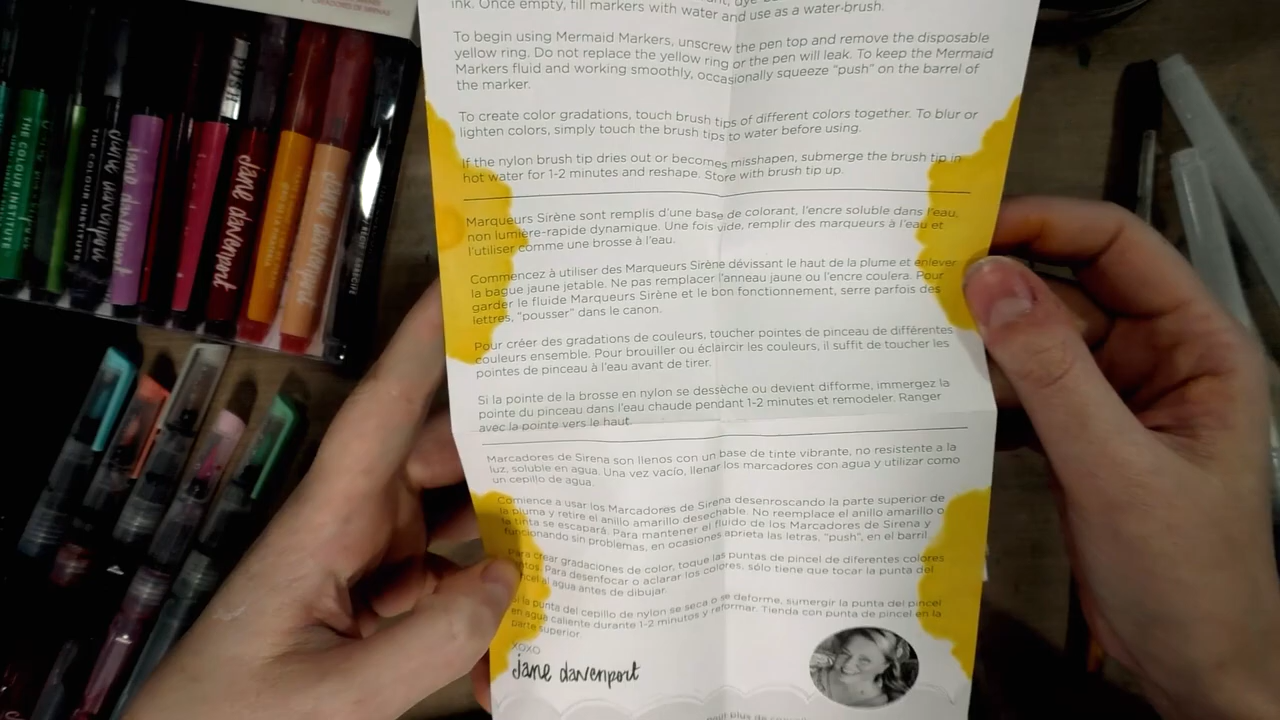 ink. Once empty, fill markers with water and use as a water-brush.
To begin using Mermaid Markers, unscrew the pen top and remove the disposable
yellow ring. Do not replace the yellow ring or the pen will leak. To keep the Mermaid
Markers fluid and working smoothly, occasionally squeeze "push" on the barrel of
the marker.
To create color gradations, touch brush tips of different colors together. To blur or
lighten colors, simply touch the brush tips to water before using.
If the nylon brush tip dries out or becomes misshapen, submerge the brush tip in
hot water for 1-2 minutes and reshape. Store with brush tip up.
Marqueurs Sirène sont remplis d'une base de colorant, l'encre soluble dans l'eau,
non lumière-rapide dynamique. Une fois vide, remplir des marqueurs à l'eau et
l'utiliser comme une brosse à l'eau.
Commencez à utiliser des Marqueurs Sirène dévissant le haut de la plume et enlever
la bague jaune jetable. Ne pas remplacer l'anneau jaune ou l'encre coulera. Pour
garder le fluide Marqueurs Sirène et le bon fonctionnement, serre parfois des
lettres, "pousser" dans le canon.
Pour créer des gradations de couleurs, toucher pointes de pinceau de différentes
couleurs ensemble. Pour brouiller ou éclaircir les couleurs, il suffit de toucher les
pointes de pinceau à l'eau avant de tirer.
Si la pointe de la brosse en nylon se dessèche ou devient difforme, immergez la
pointe du pinceau dans l'eau chaude pendant 1-2 minutes et remodeler. Ranger
avec la pointe vers le haut.
Marcadores de Sirena son llenos con un base de tinte vibrante, no resistente a la
luz, soluble en agua. Una vez vacío, llenar los marcadores con agua y utilizar como
un cepillo de agua.
Comience a usar los Marcadores de Sirena desenroscando la parte superior de
la pluma y retire el anillo amarillo desechable. No reemplace el anillo amarillo o
la tinta se escapará. Para mantener el fluido de los Marcadores de Sirena y
funcionando sin problemas, en ocasiones aprieta las letras, "push", en el barril.
Para crear gradaciones de color, toque las puntas de pincel de diferentes colores
Para desenfocar o aclarar los colores, sólo tiene que tocar la punta del
al agua antes de dibujar.
la punta del cepillo de nylon se seca o se deforme, sumergir la punta del pincel
en agua caliente durante 1-2 minutos y reformar. Tienda con punta de pincel en la
parte superior.
XOXO
jane davenport
THE COLOUR INSTITUTE
THE COLOUR
jane davenport
jane davenport
jane davenport
push